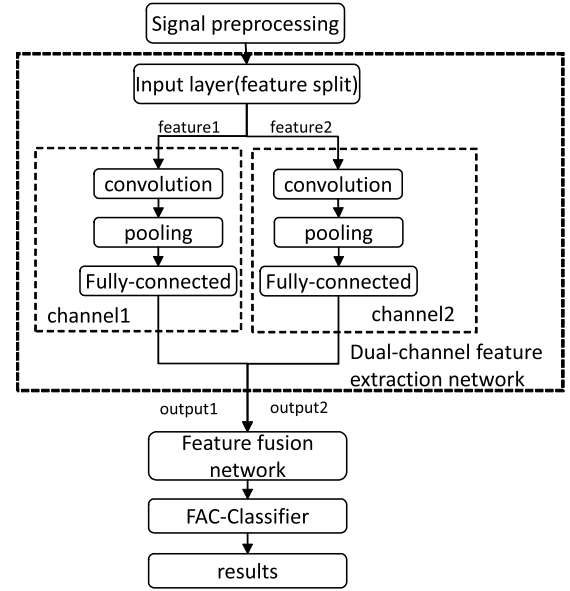 Signal preprocessing
Input layer(feature split)
feature1
feature2
convolution
pooling
Fully-connected
channel1
convolution
pooling
Fully-connected
channel2
Dual-channel feature
extraction network
output1
output2
Feature fusion
network
FAC-Classifier
results